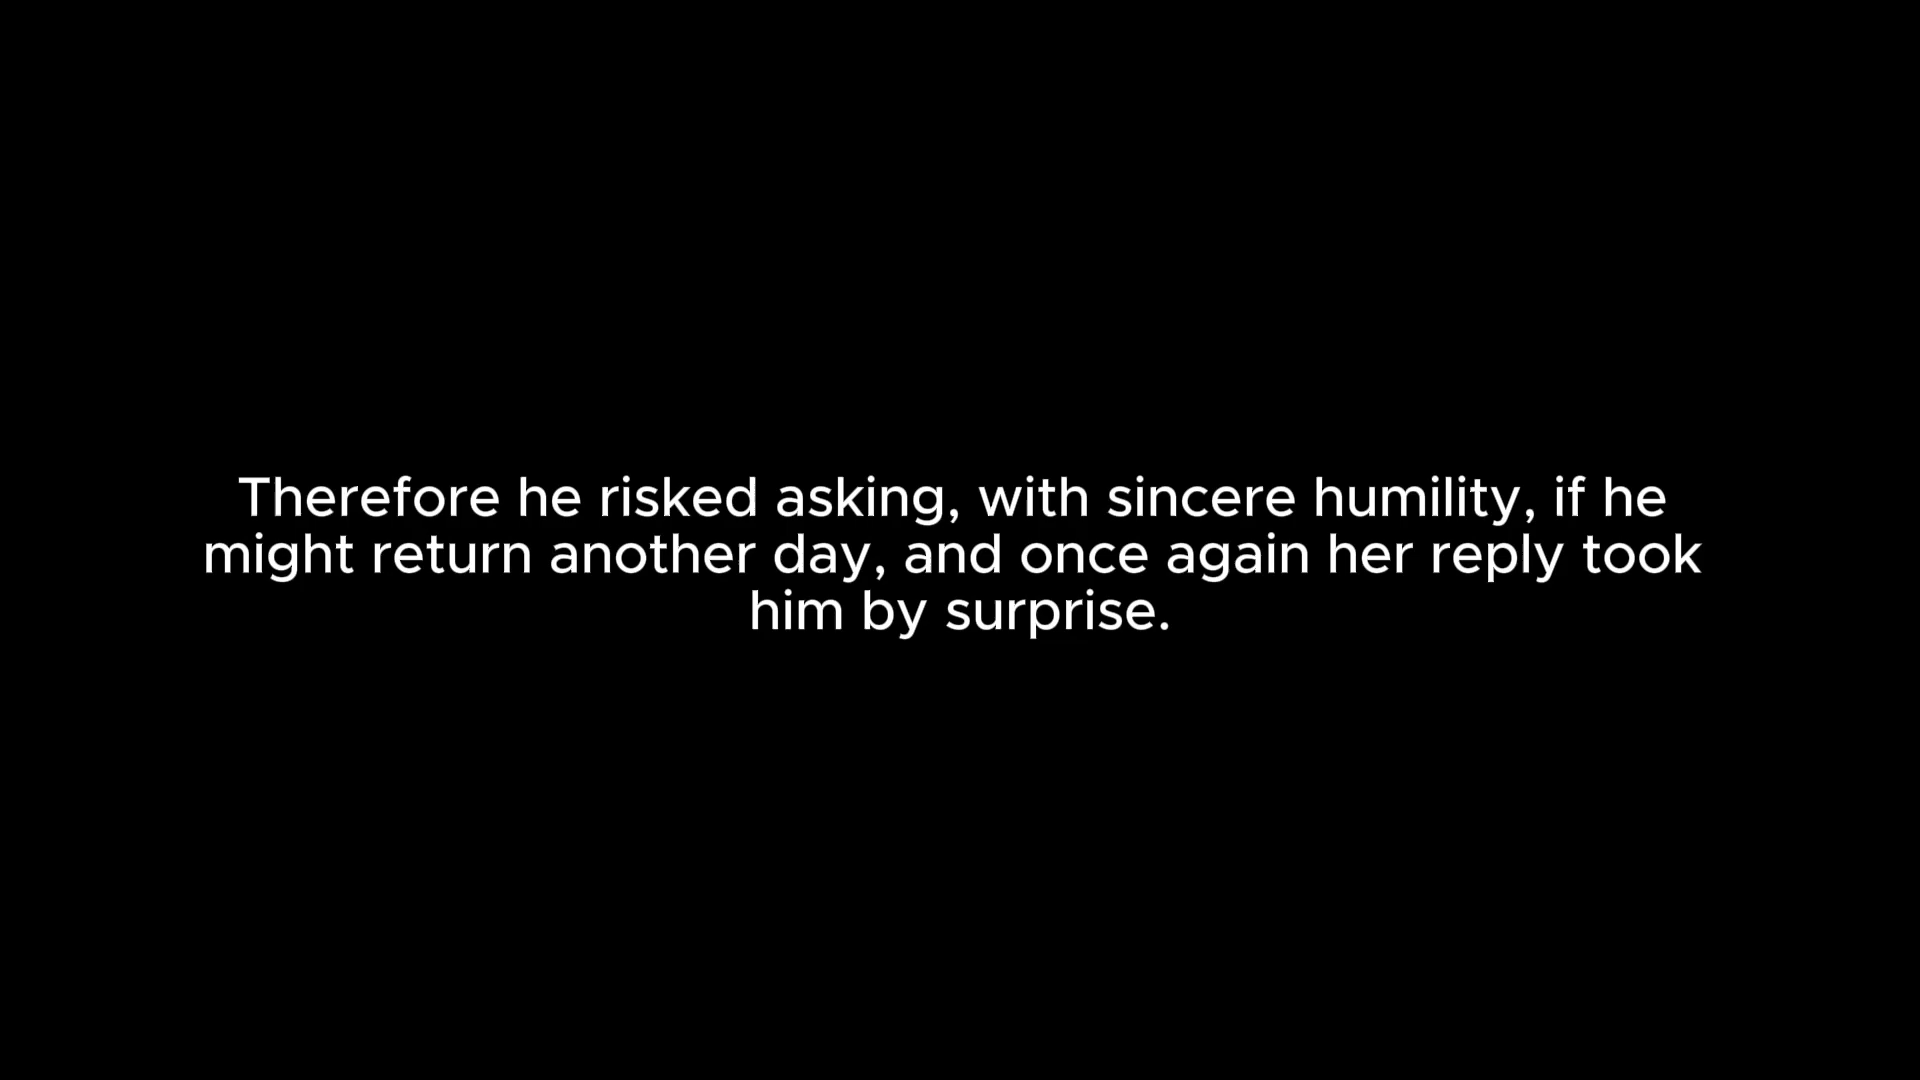 Therefore he risked asking, with sincere humility, if he
might return another day, and once again her reply took
him by surprise.